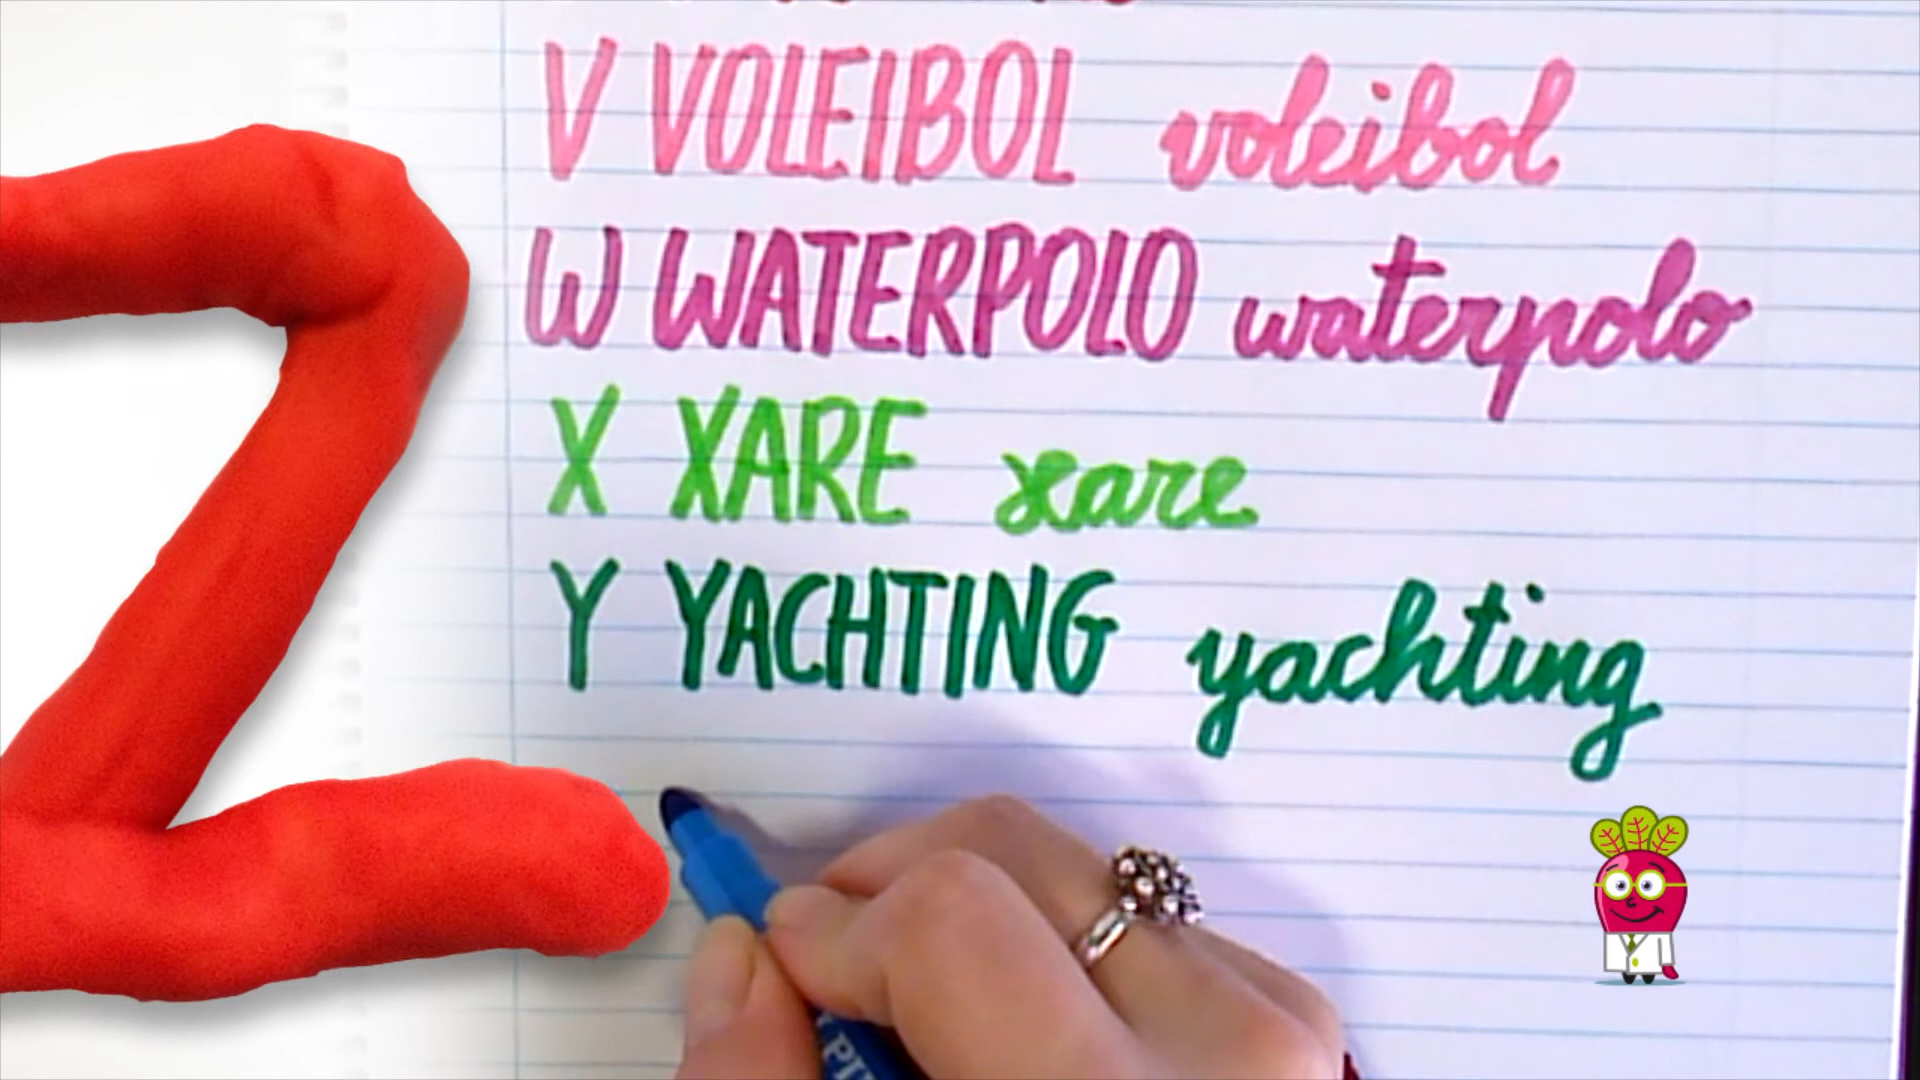 V VOLEIBOL voleibol
W WATERPOLO waterpolo
X XARE xare
Y YACHTING yachting
Z